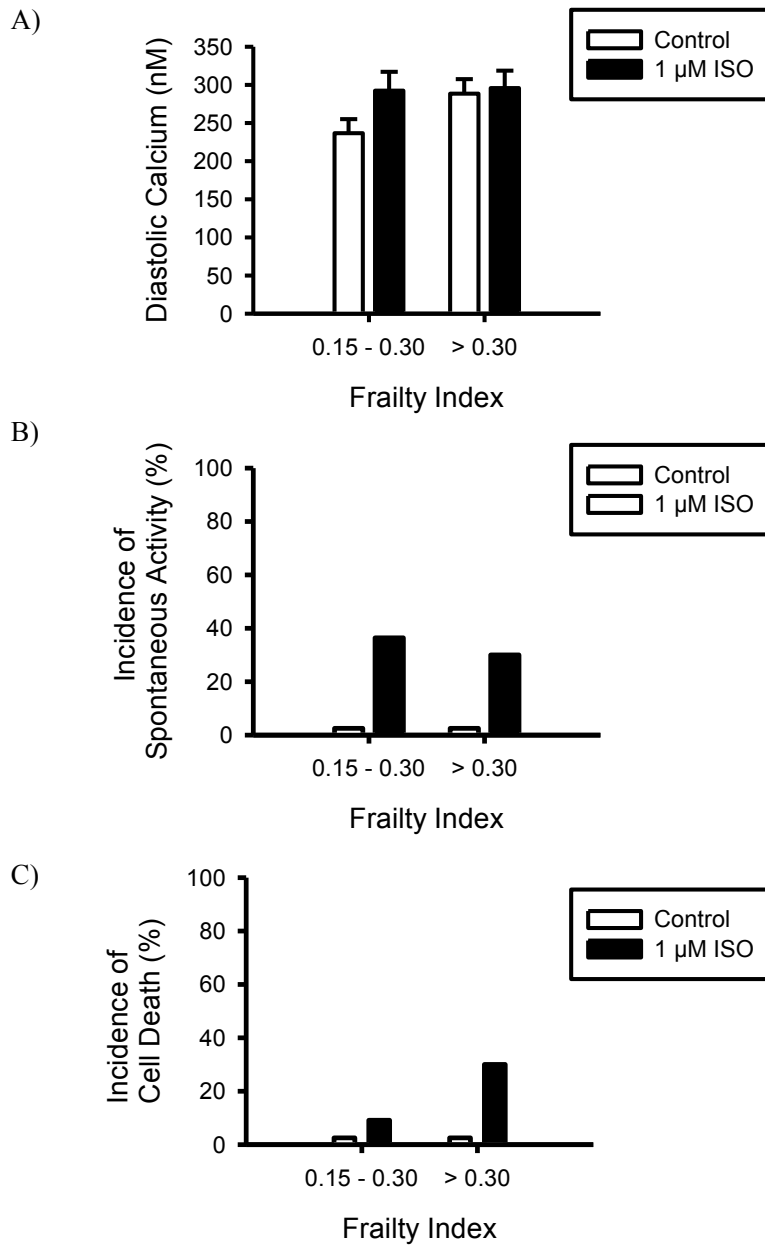 A)
Diastolic Calcium (nM)
350
300
250
200
150
100
50
0
0.15 - 0.30 > 0.30
Frailty Index
Control
1 µM ISO
B)
Incidence of
Spontaneous Activity (%)
100
80
60
40
20
0
0.15 - 0.30 > 0.30
Frailty Index
Control
1 µM ISO
C)
Incidence of
Cell Death (%)
100
80
60
40
20
0
0.15 - 0.30 > 0.30
Frailty Index
Control
1 µM ISO